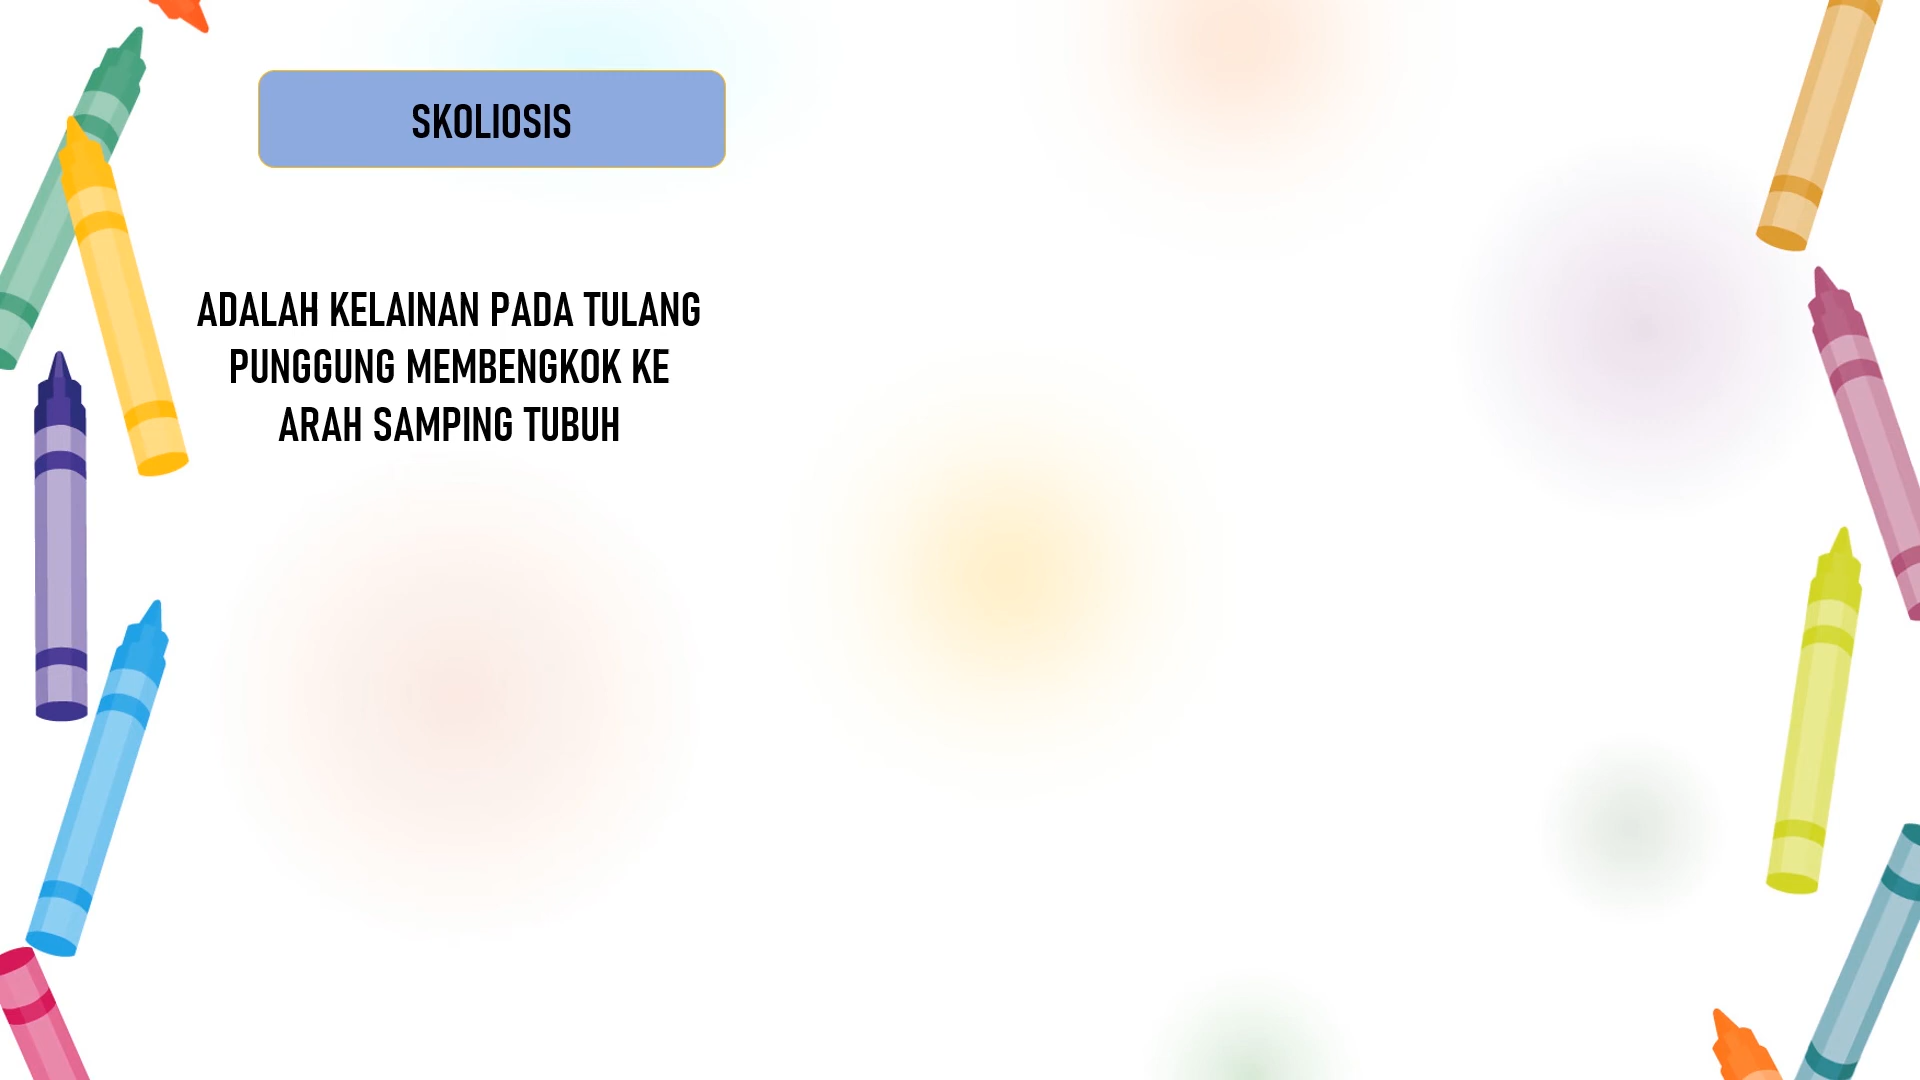 SKOLIOSIS
ADALAH KELAINAN PADA TULANG
PUNGGUNG MEMBENGKOK KE
ARAH SAMPING TUBUH